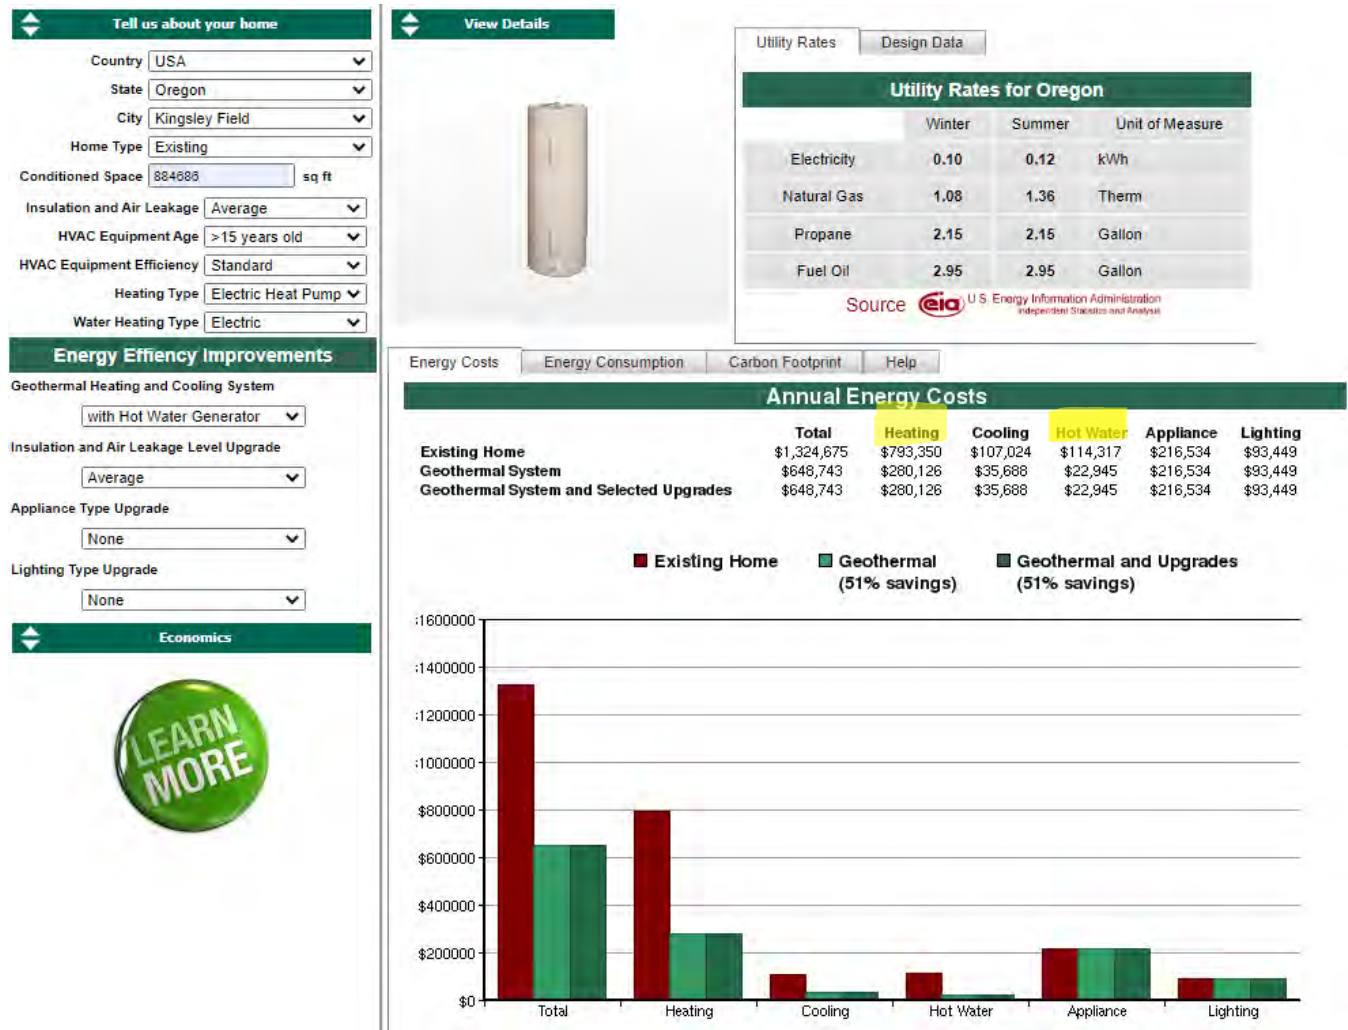 Tell us about your home
Country USA
State Oregon
City Kingsley Field
Home Type Existing
Conditioned Space 884686 sq ft
Insulation and Air Leakage Average
HVAC Equipment Age >15 years old
HVAC Equipment Efficiency Standard
Heating Type Electric Heat Pump
Water Heating Type Electric
Energy Effiency Improvements
Geothermal Heating and Cooling System
with Hot Water Generator
Insulation and Air Leakage Level Upgrade
Average
Appliance Type Upgrade
None
Lighting Type Upgrade
None
Economics
LEARN
MORE
View Details
Utility Rates Design Data
Utility Rates for Oregon
Winter Summer Unit of Measure
Electricity 0.10 0.12 kWh
Natural Gas 1.08 1.36 Therm
Propane 2.15 2.15 Gallon
Fuel Oil 2.95 2.95 Gallon
Source eia U.S. Energy Information Administration
Independent Statistics and Analysis
Energy Costs Energy Consumption Carbon Footprint Help
Annual Energy Costs
Total Heating Cooling Hot Water Appliance Lighting
Existing Home $1,324,675 $793,350 $107,024 $114,317 $216,534 $93,449
Geothermal System $648,743 $280,126 $35,688 $22,945 $216,534 $93,449
Geothermal System and Selected Upgrades $648,743 $280,126 $35,688 $22,945 $216,534 $93,449
Existing Home Geothermal Geothermal and Upgrades
(51% savings) (51% savings)
1600000
1400000
1200000
1000000
$800000
$600000
$400000
$200000
$0
Total Heating Cooling Hot Water Appliance Lighting